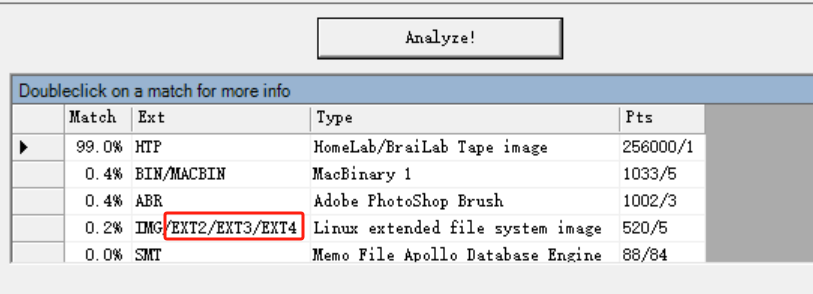 Analyze!
Doubleclick on a match for more info
Match Ext Type Pts
99.0% HTP HomeLab/BraiLab Tape image 256000/1
0.4% BIN/MACBIN MacBinary 1 1033/5
0.4% ABR Adobe PhotoShop Brush 1002/3
0.2% IMG/EXT2/EXT3/EXT4 Linux extended file system image 520/5
0.0% SMT Memo File Apollo Database Engine 88/84